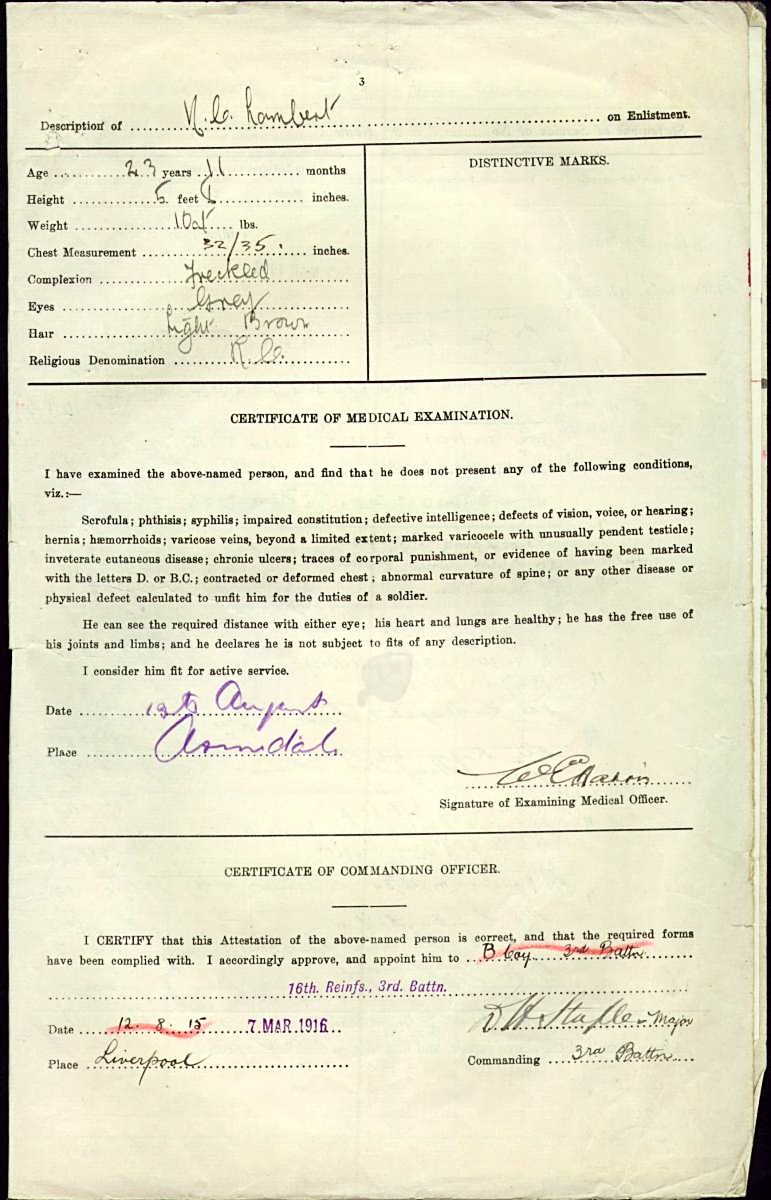 3
Description of N. C. Lambert on Enlistment.
Age 23 years 11 months
Height 5 feet inches.
Weight lbs.
Chest Measurement 32/35. inches.
Complexion Freckled
Eyes Grey
Hair Light Brown
Religious Denomination R. C.
DISTINCTIVE MARKS.
CERTIFICATE OF MEDICAL EXAMINATION.
I have examined the above-named person, and find that he does not present any of the following conditions,
viz.:—
Scrofula; phthisis; syphilis; impaired constitution; defective intelligence; defects of vision, voice, or hearing;
hernia; hæmorrhoids; varicose veins, beyond a limited extent; marked varicocele with unusually pendent testicle;
inveterate cutaneous disease; chronic ulcers; traces of corporal punishment, or evidence of having been marked
with the letters D. or B.C.; contracted or deformed chest; abnormal curvature of spine; or any other disease or
physical defect calculated to unfit him for the duties of a soldier.
He can see the required distance with either eye; his heart and lungs are healthy; he has the free use of
his joints and limbs; and he declares he is not subject to fits of any description.
I consider him fit for active service.
Date August
Place
Signature of Examining Medical Officer.
CERTIFICATE OF COMMANDING OFFICER.
I CERTIFY that this Attestation of the above-named person is correct, and that the required forms
have been complied with. I accordingly approve, and appoint him to B Coy 3rd Battn
16th. Reinfs., 3rd. Battn.
Date 12.8.15 7 MAR 1916
Major
Place Liverpool
Commanding 3rd Battn